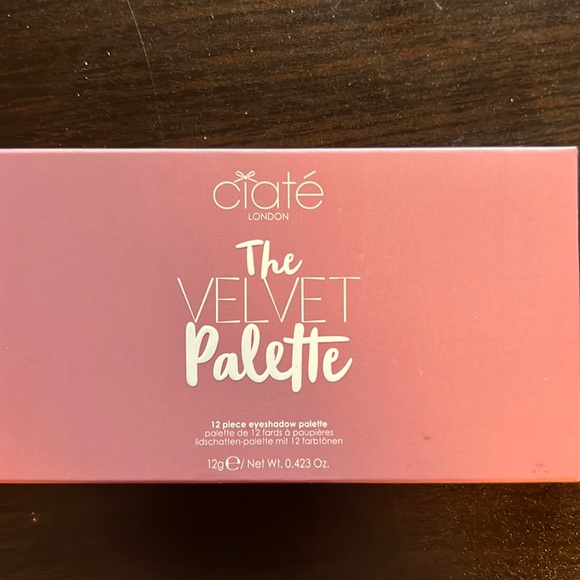 ciaté
LONDON
The
VELVET
Palette
12 piece eyeshadow palette
palette de 12 fards à paupières
lidschatten-palette mit 12 farbtönen
12g℮/ Net Wt. 0.423 Oz.